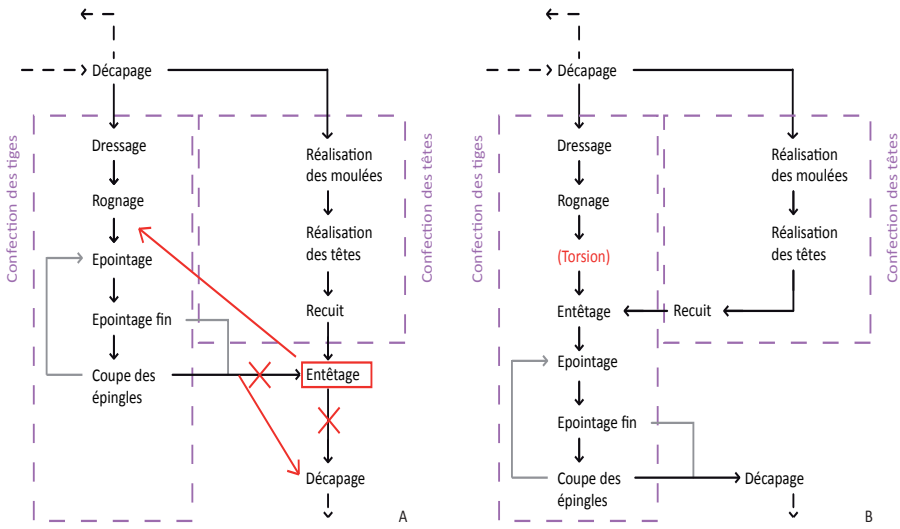 Décapage
Confection des tiges
Dressage
Rognage
Epointage
Epointage fin
Coupe des
épingles
Réalisation
des moulées
Réalisation
des têtes
Recuit
Entêtage
Décapage
Confection des têtes
A
Décapage
Confection des tiges
Dressage
Rognage
(Torsion)
Entêtage
Epointage
Epointage fin
Coupe des
épingles
Réalisation
des moulées
Réalisation
des têtes
Recuit
Décapage
Confection des têtes
B